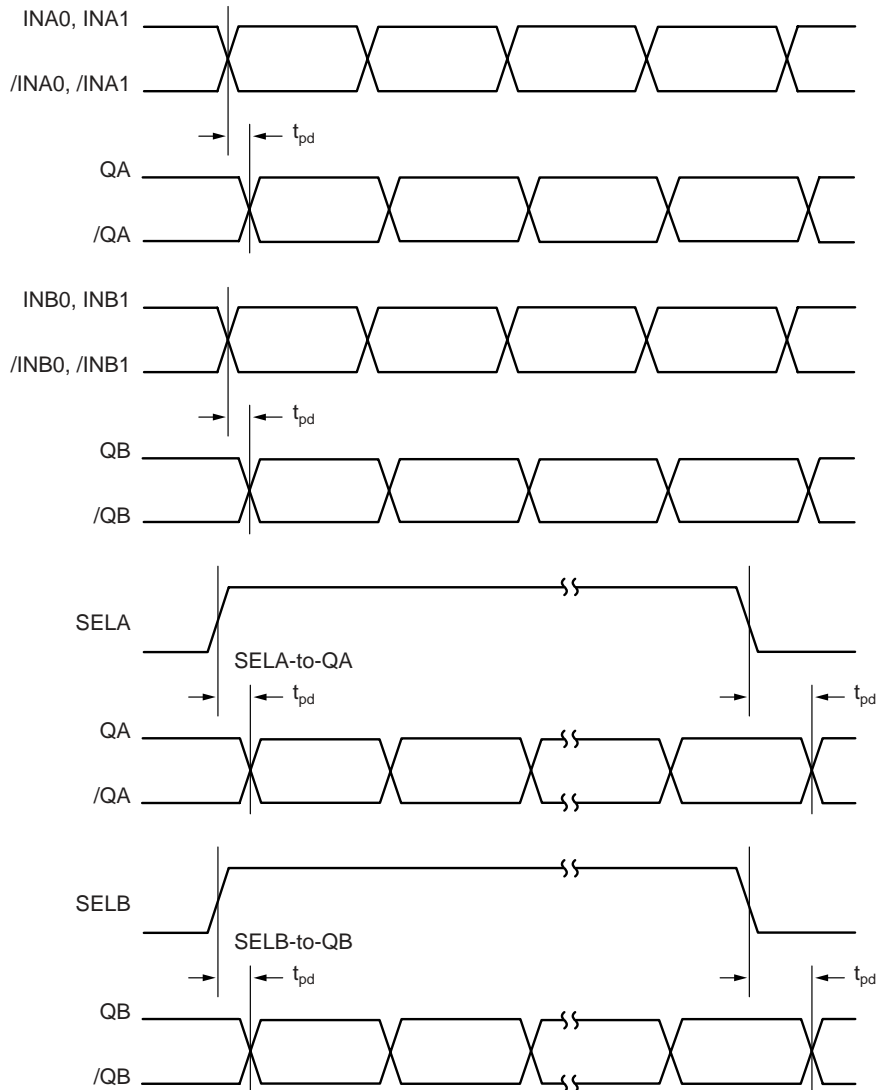 INA0, INA1
/INA0, /INA1
tpd
QA
/QA
INB0, INB1
/INB0, /INB1
tpd
QB
/QB
SELA
SELA-to-QA
tpd
tpd
QA
/QA
SELB
SELB-to-QB
tpd
tpd
QB
/QB